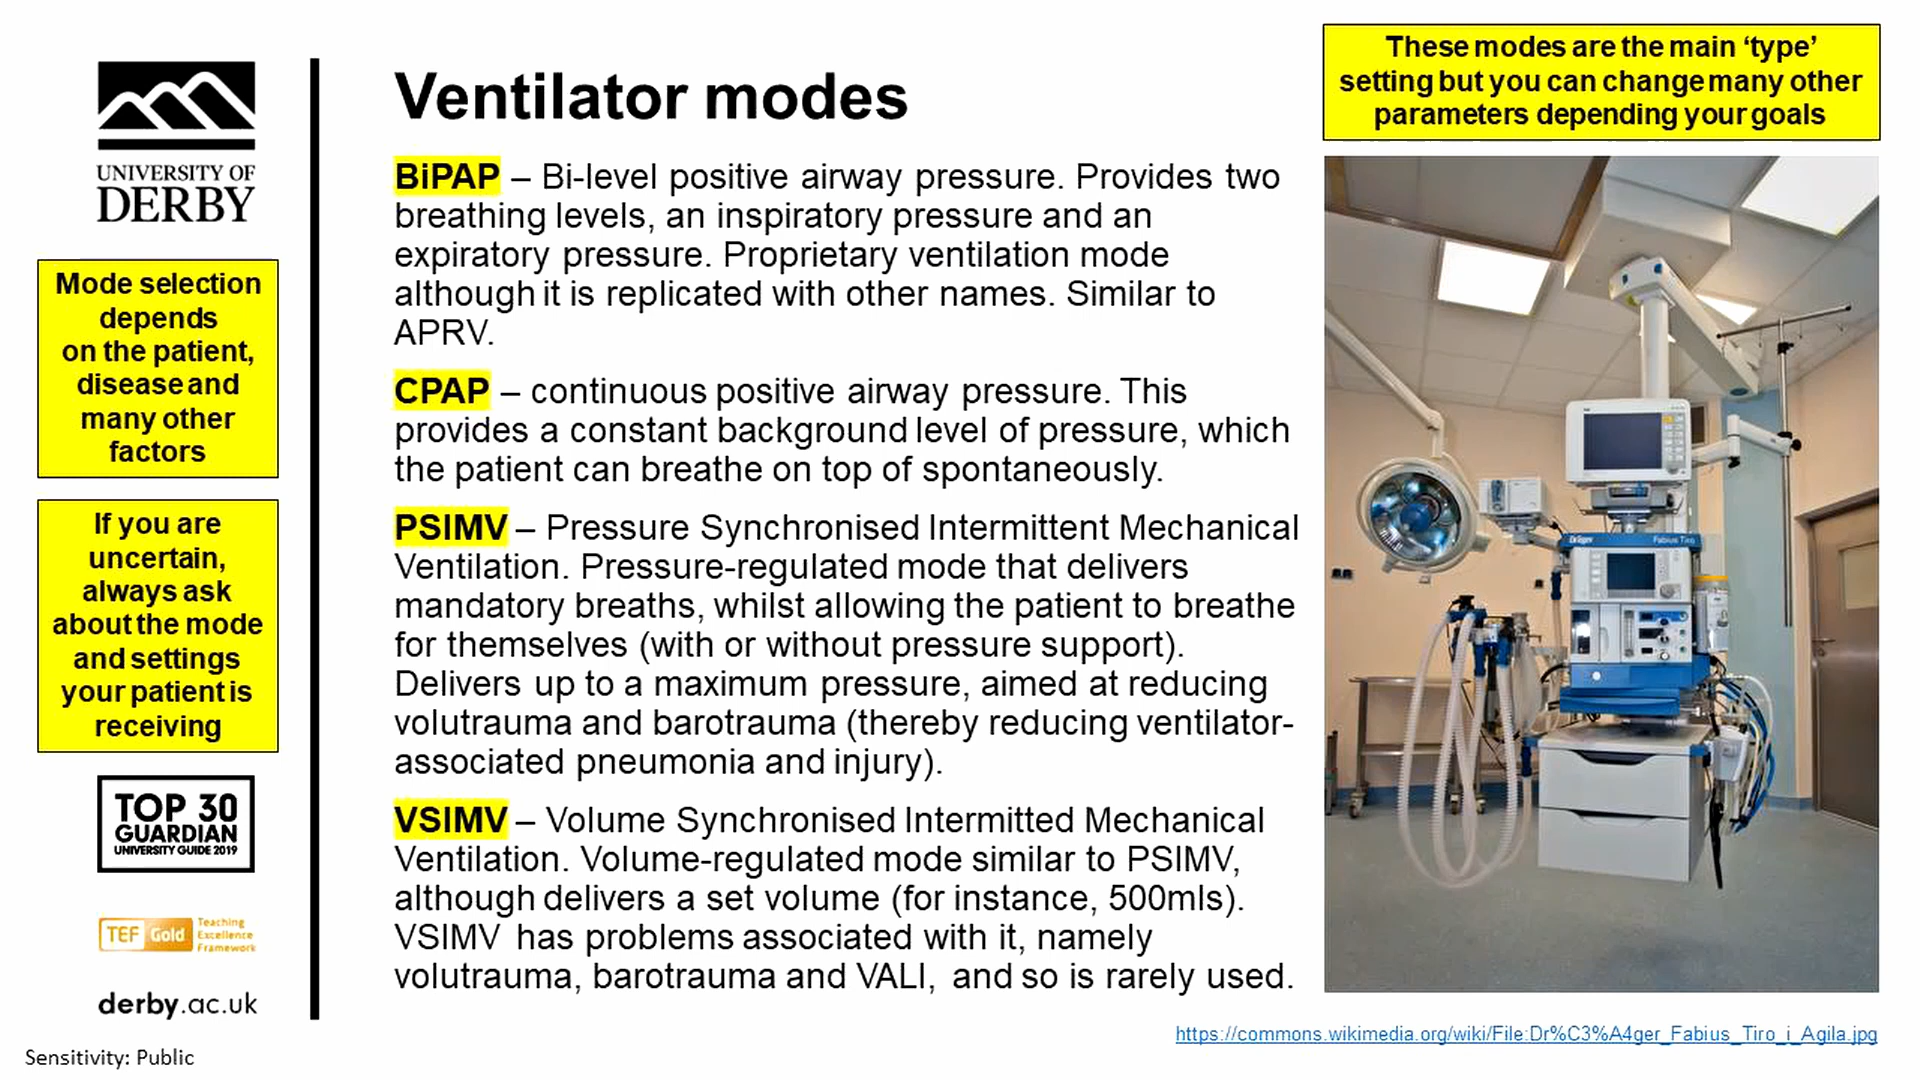 UNIVERSITY OF
DERBY
Mode selection
depends
on the patient,
disease and
many other
factors
If you are
uncertain,
always ask
about the mode
and settings
your patient is
receiving
TOP 30
GUARDIAN
UNIVERSITY GUIDE 2019
TEF Gold
Teaching
Excellence
Framework
derby.ac.uk
Sensitivity: Public
Ventilator modes
BiPAP – Bi-level positive airway pressure. Provides two
breathing levels, an inspiratory pressure and an
expiratory pressure. Proprietary ventilation mode
although it is replicated with other names. Similar to
APRV.
CPAP – continuous positive airway pressure. This
provides a constant background level of pressure, which
the patient can breathe on top of spontaneously.
PSIMV – Pressure Synchronised Intermittent Mechanical
Ventilation. Pressure-regulated mode that delivers
mandatory breaths, whilst allowing the patient to breathe
for themselves (with or without pressure support).
Delivers up to a maximum pressure, aimed at reducing
volutrauma and barotrauma (thereby reducing ventilator-
associated pneumonia and injury).
VSIMV – Volume Synchronised Intermitted Mechanical
Ventilation. Volume-regulated mode similar to PSIMV,
although delivers a set volume (for instance, 500mls).
VSIMV has problems associated with it, namely
volutrauma, barotrauma and VALI, and so is rarely used.
These modes are the main ‘type’
setting but you can change many other
parameters depending your goals
Dräger Fabius Tiro
https://commons.wikimedia.org/wiki/File:Dr%C3%A4ger_Fabius_Tiro_i_Agila.jpg